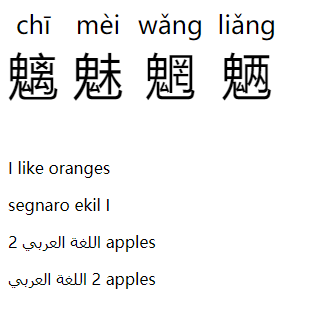 chī mèi wǎng liǎng
魑魅魍魎
I like oranges
segnaro ekil I
2 اللغة العربي apples
اللغة العربي 2 apples